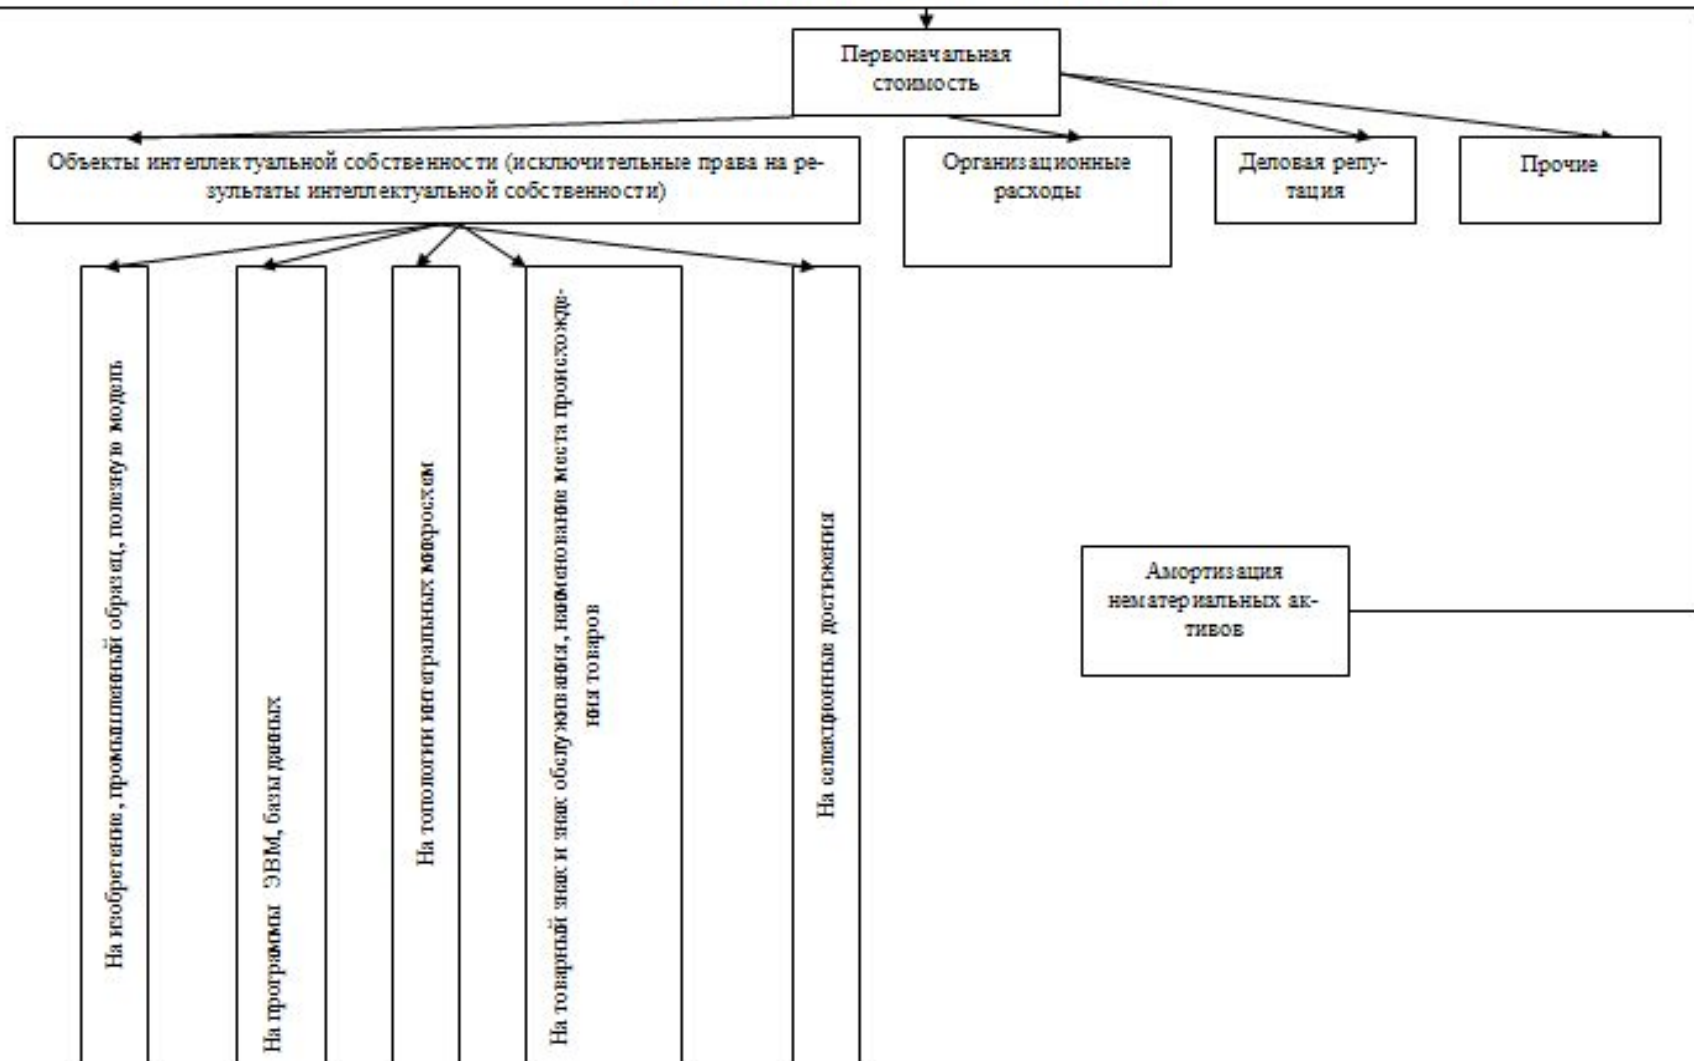 Первоначальная
стоимость
Объекты интеллектуальной собственности (исключительные права на ре-
зультаты интеллектуальной собственности)
Организационные
расходы
Деловая репу-
тация
Прочие
На изобретение, промышленный образец, полезную модель
На программы ЭВМ, базы данных
На топологии интегральных микросхем
На товарный знак и знак обслуживания, наименование места происхожде-
ния товаров
На селекционные достижения
Амортизация
нематериальных ак-
тивов